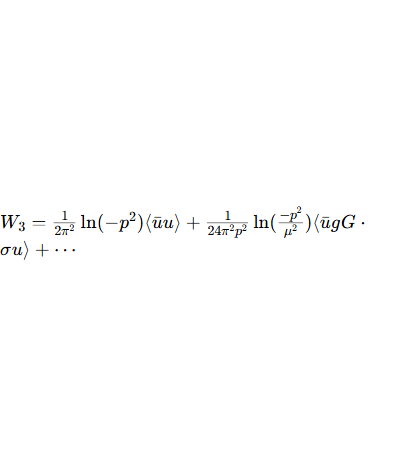 $W_3 = \frac{1}{2\pi^2} \ln(-p^2) \langle \bar{u}u \rangle + \frac{1}{24\pi^2 p^2} \ln(\frac{-p^2}{\mu^2}) \langle \bar{u}gG \cdot$
$\sigma u \rangle + \cdots$